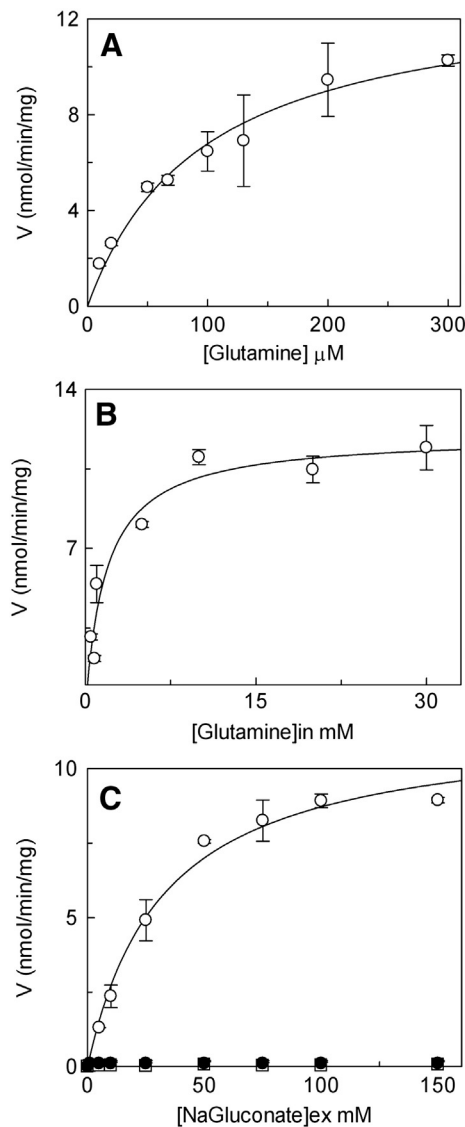 A
V (nmol/min/mg)
12
8
4
0
0 100 200 300
[Glutamine] μM
B
V (nmol/min/mg)
14
7
0 15 30
[Glutamine]in mM
C
V (nmol/min/mg)
10
5
0
0 50 100 150
[NaGluconate]ex mM